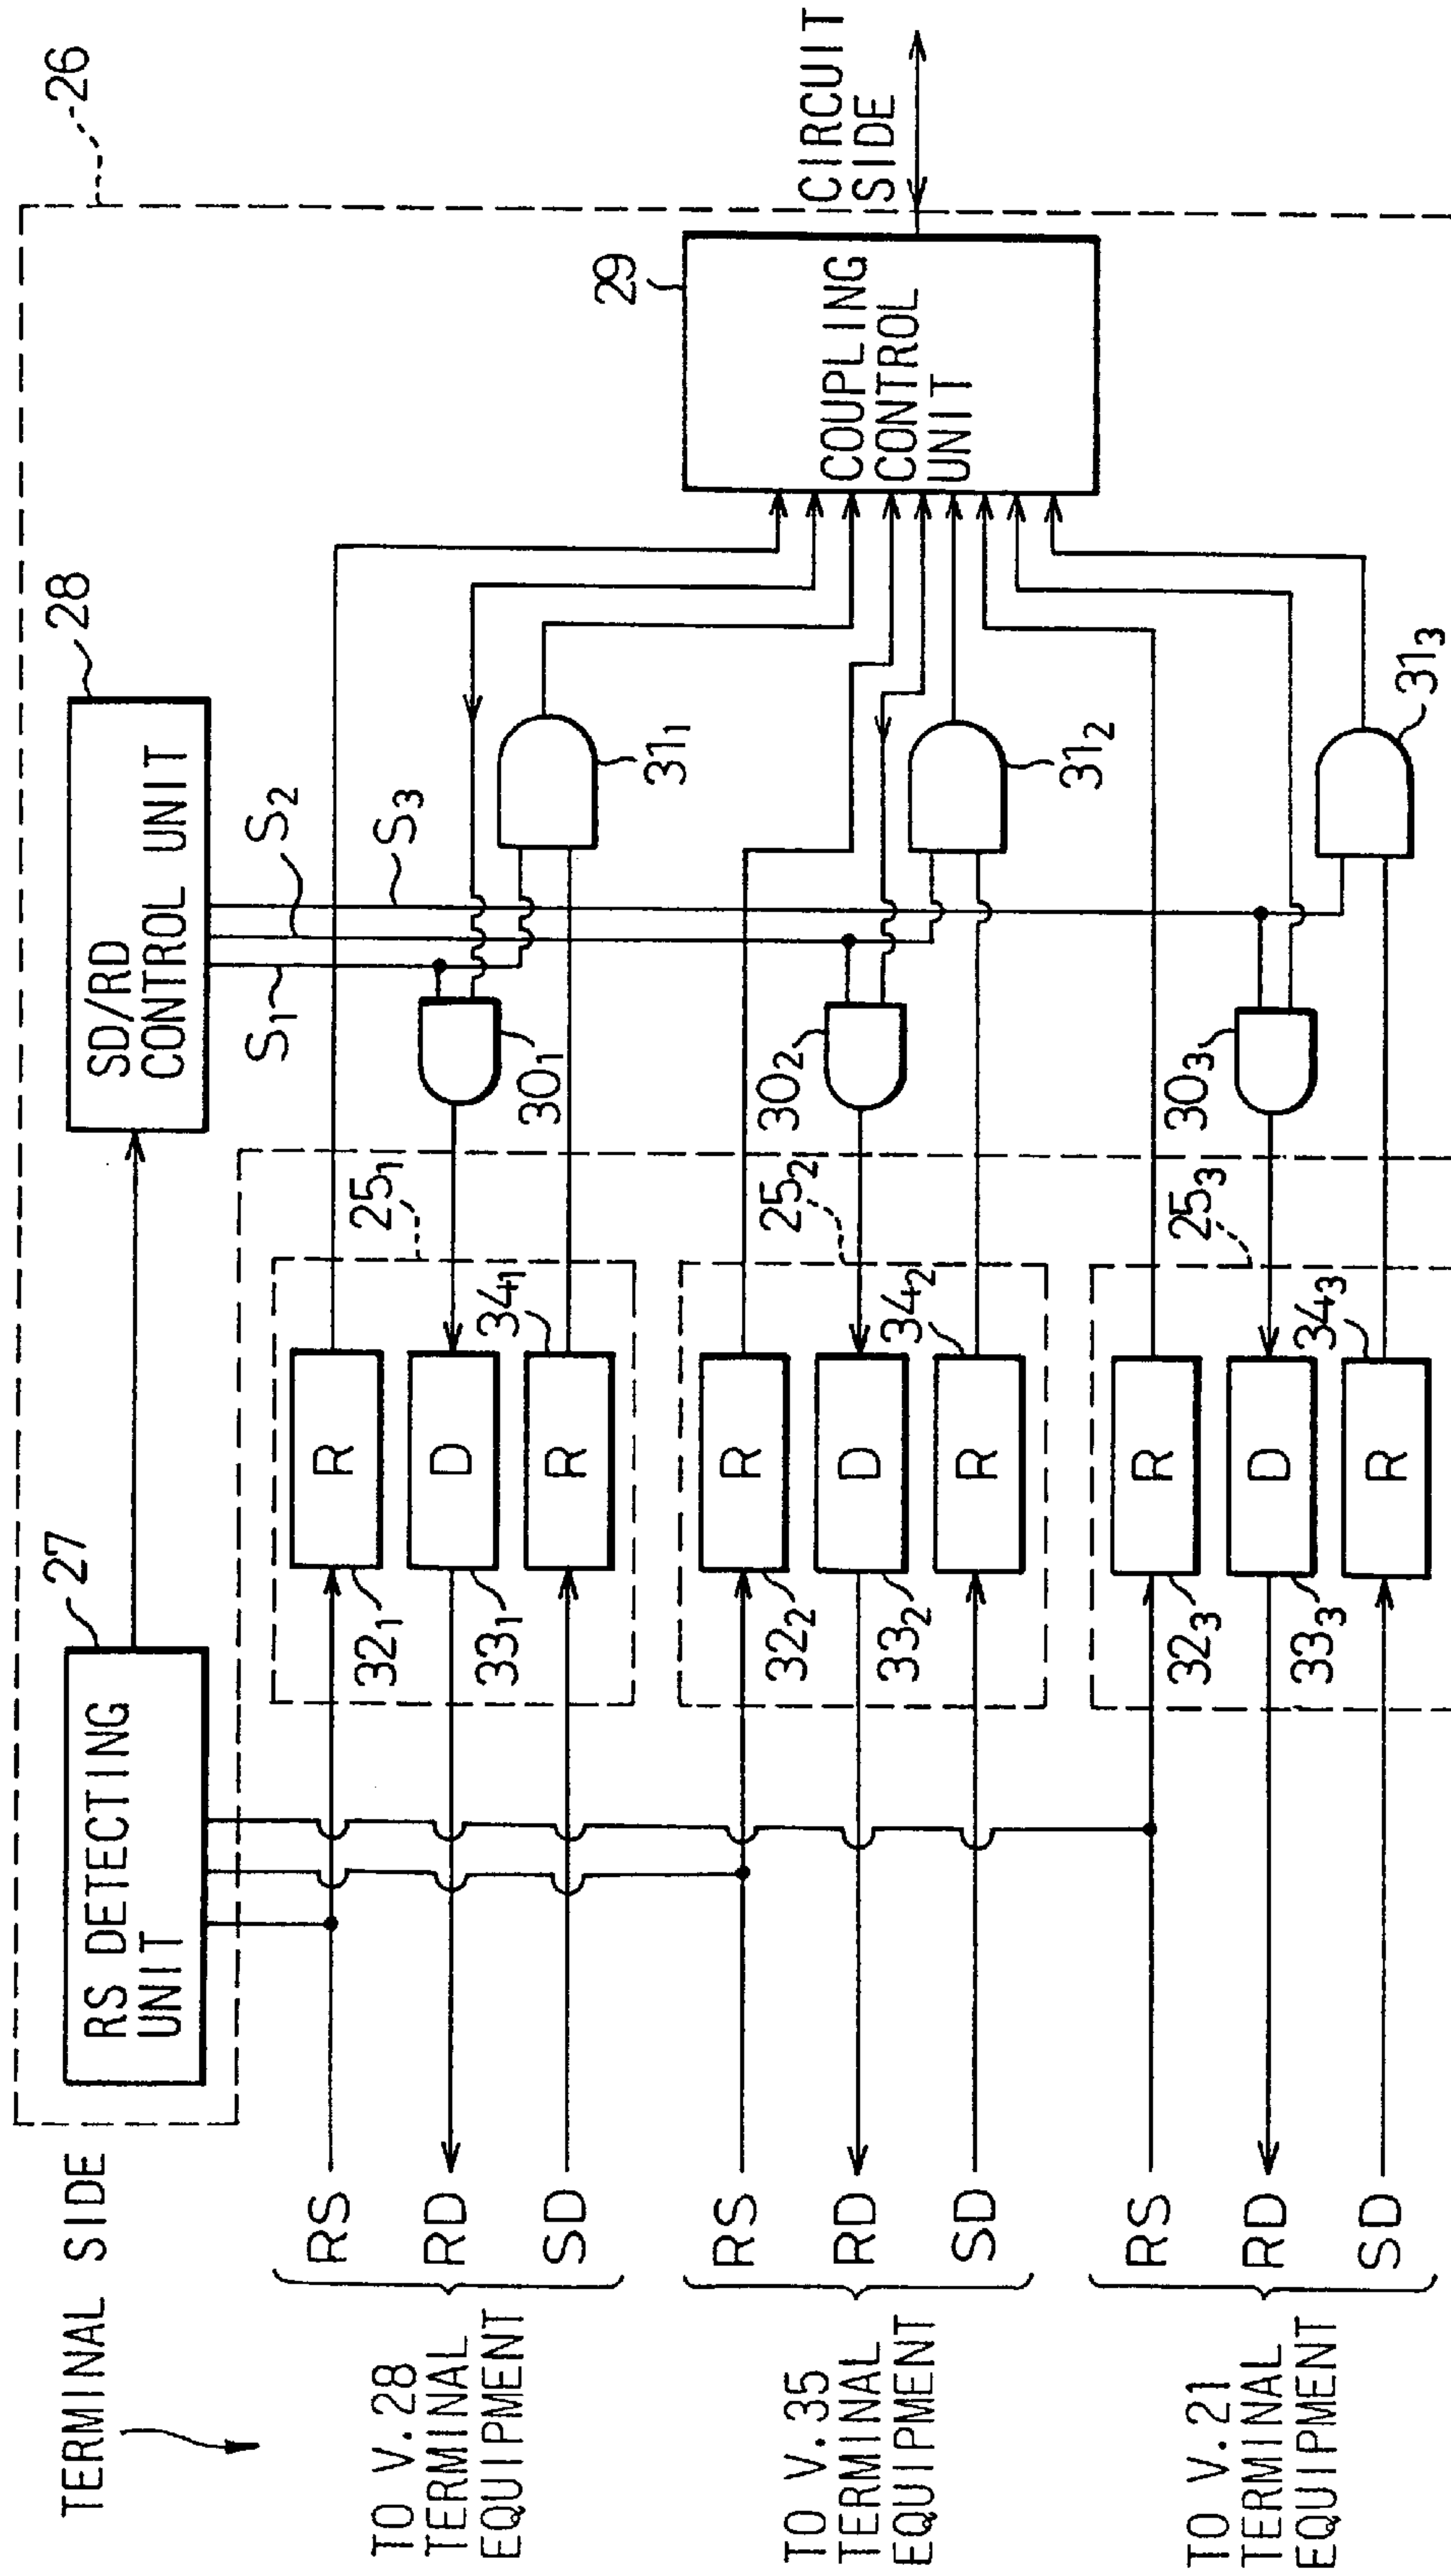 TERMINAL SIDE
RS DETECTING
UNIT
27
SD/RD
CONTROL UNIT
28
26
S1
S2
S3
TO V.28
TERMINAL
EQUIPMENT
RS
RD
SD
R
D
R
32₁
33₁
34₁
25₁
30₁
31₁
TO V.35
TERMINAL
EQUIPMENT
RS
RD
SD
R
D
R
32₂
33₂
34₂
25₂
30₂
31₂
TO V.21
TERMINAL
EQUIPMENT
RS
RD
SD
R
D
R
32₃
33₃
34₃
25₃
30₃
31₃
29
COUPLING
CONTROL
UNIT
CIRCUIT
SIDE